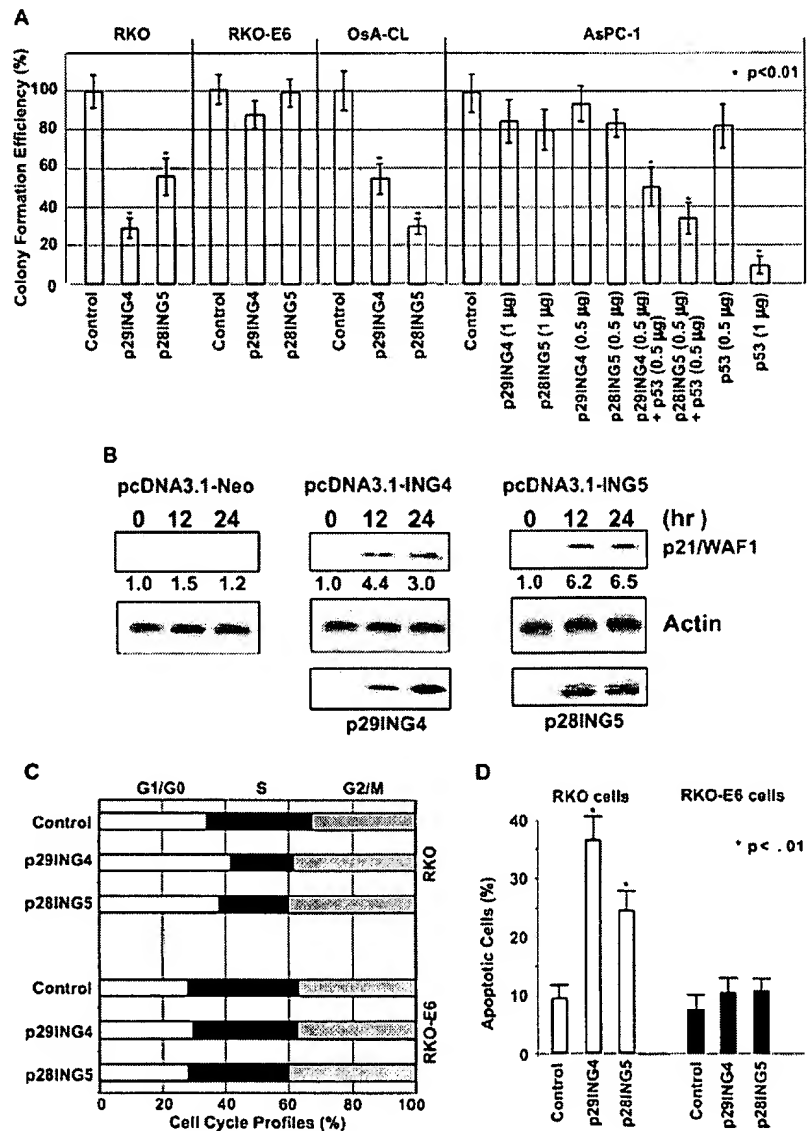 A
RKO RKO-E6 OsA-CL AsPC-1
* p<0.01
Colony Formation Efficiency (%)
100
80
60
40
20
0
* * * * * * *
Control
p29ING4
p28ING5
Control
p29ING4
p28ING5
Control
p29ING4
p28ING5
Control
p29ING4 (1 µg)
p28ING5 (1 µg)
p29ING4 (0.5 µg)
p28ING5 (0.5 µg)
p29ING4 (0.5 µg)
+ p53 (0.5 µg)
p28ING5 (0.5 µg)
+ p53 (0.5 µg)
p53 (0.5 µg)
p53 (1 µg)
B
pcDNA3.1-Neo pcDNA3.1-ING4 pcDNA3.1-ING5
0 12 24 0 12 24 0 12 24 (hr)
p21/WAF1
1.0 1.5 1.2 1.0 4.4 3.0 1.0 6.2 6.5
Actin
p29ING4 p28ING5
C
G1/G0 S G2/M
Control
p29ING4
p28ING5
RKO
Control
p29ING4
p28ING5
RKO-E6
0 20 40 60 80 100
Cell Cycle Profiles (%)
D
RKO cells RKO-E6 cells
* p< .01
Apoptotic Cells (%)
40
30
20
10
0
* *
Control
p29ING4
p28ING5
Control
p29ING4
p28ING5